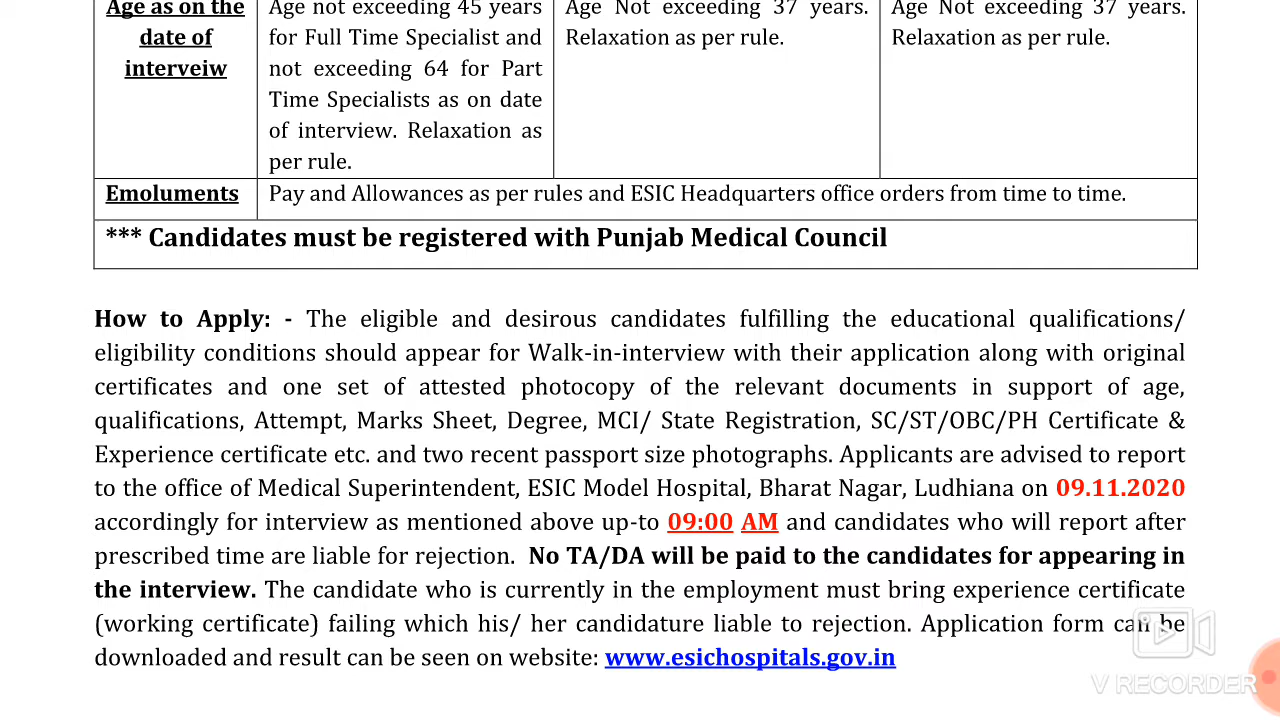 Age as on the
date of
interveiw
Age not exceeding 45 years
for Full Time Specialist and
not exceeding 64 for Part
Time Specialists as on date
of interview. Relaxation as
per rule.
Age Not exceeding 37 years.
Relaxation as per rule.
Age Not exceeding 37 years.
Relaxation as per rule.
Emoluments
Pay and Allowances as per rules and ESIC Headquarters office orders from time to time.
*** Candidates must be registered with Punjab Medical Council
How to Apply: - The eligible and desirous candidates fulfilling the educational qualifications/
eligibility conditions should appear for Walk-in-interview with their application along with original
certificates and one set of attested photocopy of the relevant documents in support of age,
qualifications, Attempt, Marks Sheet, Degree, MCI/ State Registration, SC/ST/OBC/PH Certificate &
Experience certificate etc. and two recent passport size photographs. Applicants are advised to report
to the office of Medical Superintendent, ESIC Model Hospital, Bharat Nagar, Ludhiana on 09.11.2020
accordingly for interview as mentioned above up-to 09:00 AM and candidates who will report after
prescribed time are liable for rejection. No TA/DA will be paid to the candidates for appearing in
the interview. The candidate who is currently in the employment must bring experience certificate
(working certificate) failing which his/ her candidature liable to rejection. Application form can be
downloaded and result can be seen on website: www.esichospitals.gov.in
V RECORDER